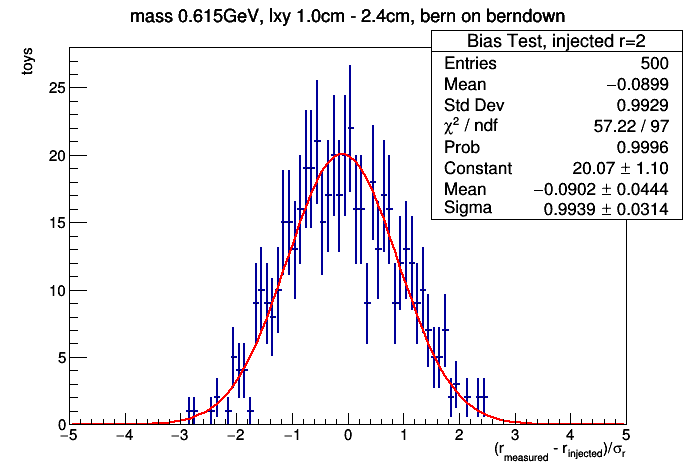 mass 0.615GeV, lxy 1.0cm - 2.4cm, bern on berndown
toys
Bias Test, injected r=2
Entries 500
Mean −0.0899
Std Dev 0.9929
χ² / ndf 57.22 / 97
Prob 0.9996
Constant 20.07 ± 1.10
Mean −0.0902 ± 0.0444
Sigma 0.9939 ± 0.0314
25
20
15
10
5
0
−5 −4 −3 −2 −1 0 1 2 3 4 5
(r_measured - r_injected)/σ_r